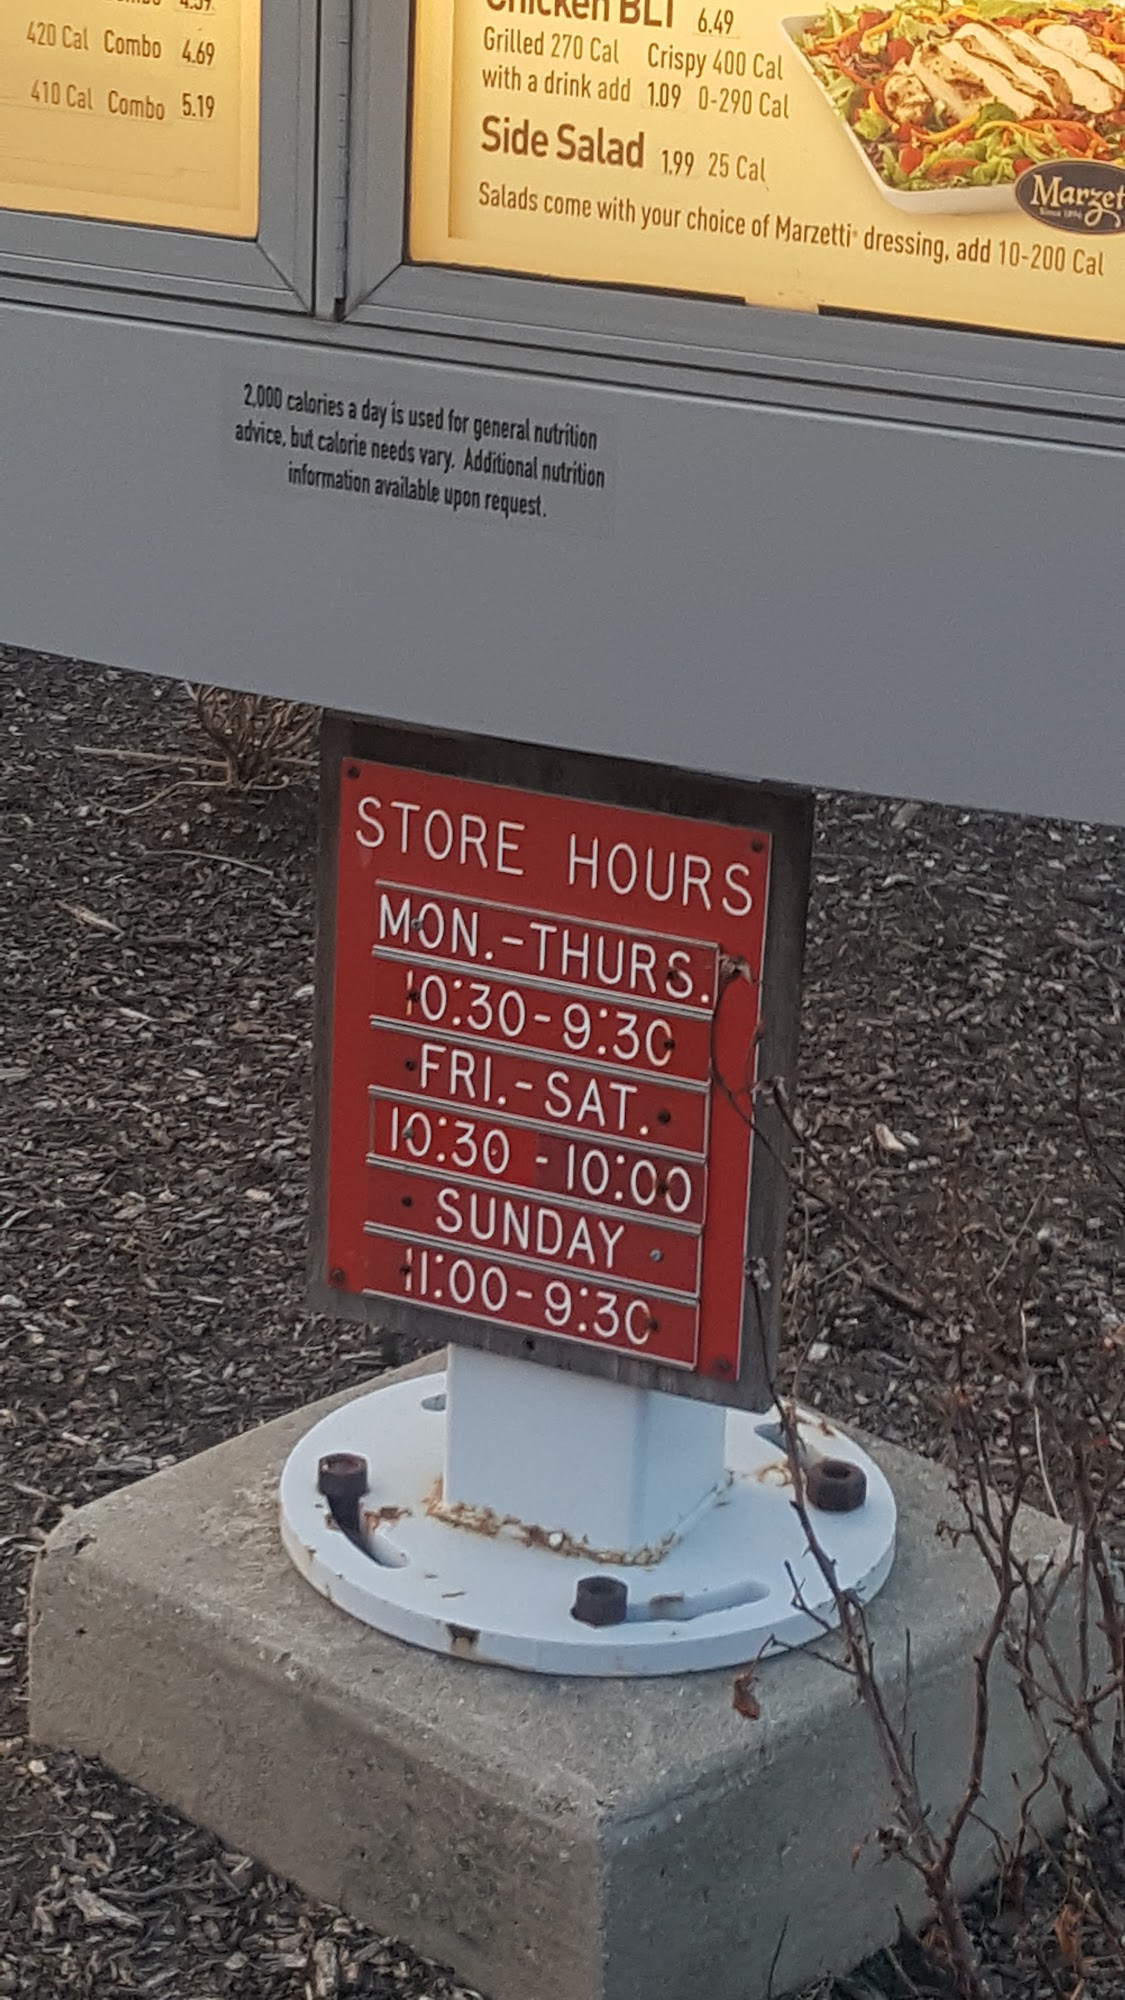 4.39
420 Cal Combo 4.69
410 Cal Combo 5.19
Chicken BLT 6.49
Grilled 270 Cal Crispy 400 Cal
with a drink add 1.09 0-290 Cal
Side Salad 1.99 25 Cal
Salads come with your choice of Marzetti® dressing, add 10-200 Cal
2,000 calories a day is used for general nutrition
advice, but calorie needs vary. Additional nutrition
information available upon request.
STORE HOURS
MON.-THURS.
10:30-9:30
FRI.-SAT.
10:30 - 10:00
SUNDAY
11:00-9:30